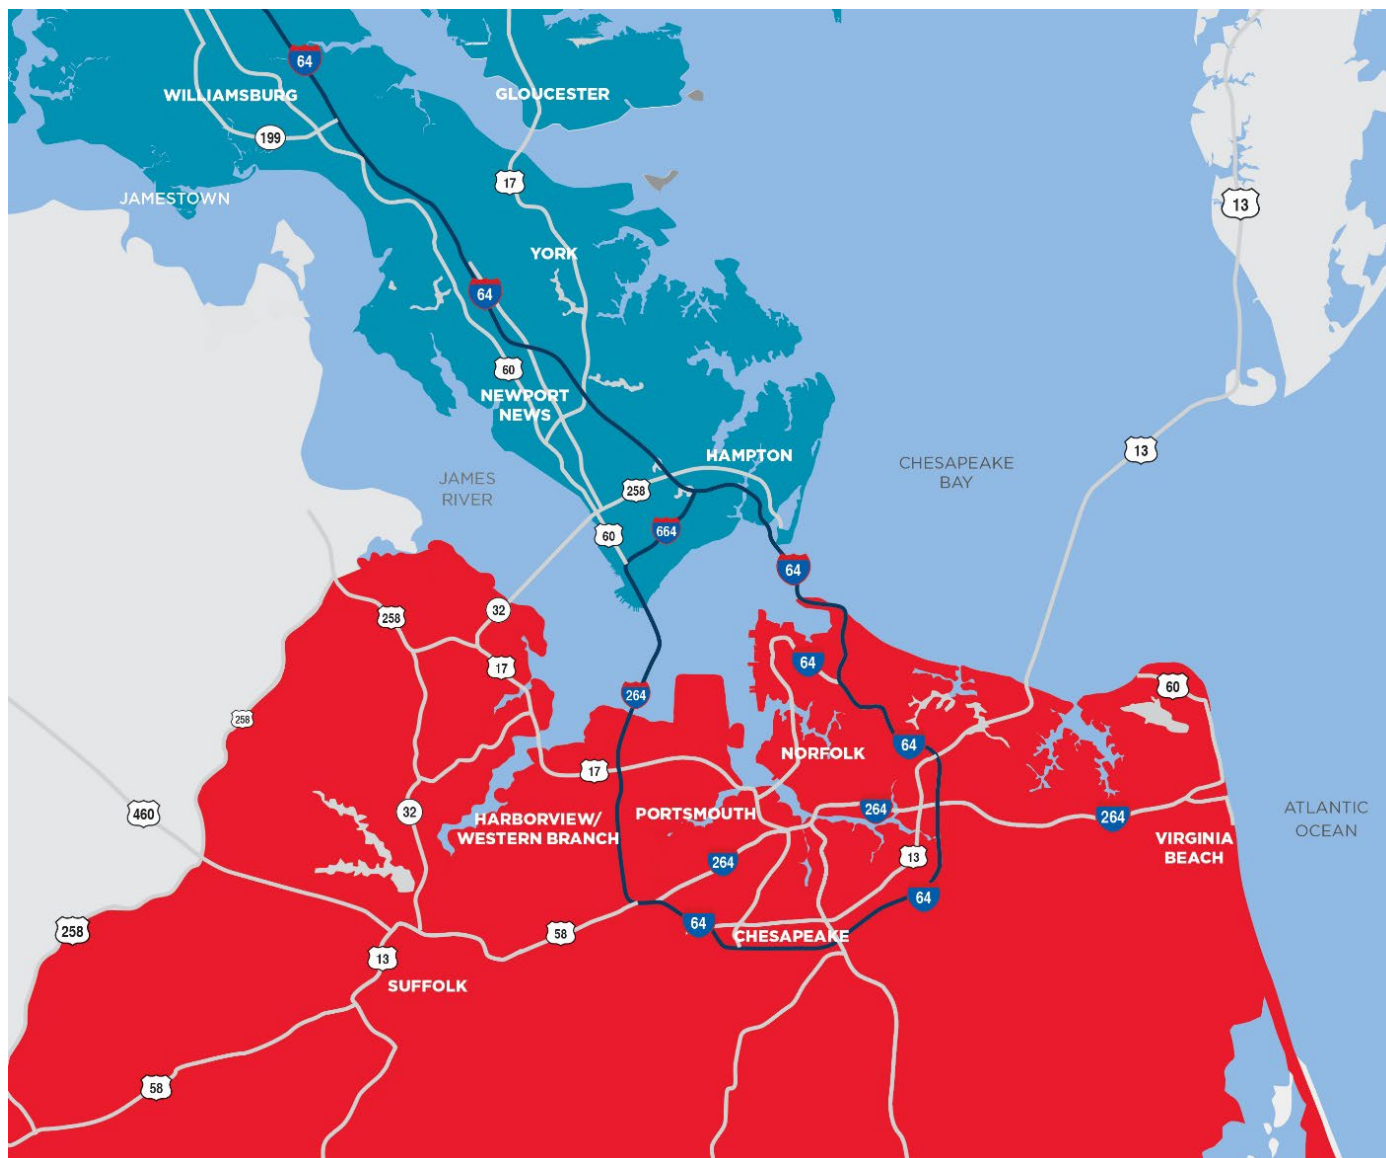 64
WILLIAMSBURG
GLOUCESTER
199
17
JAMESTOWN
13
YORK
64
60
NEWPORT
NEWS
13
HAMPTON
CHESAPEAKE
BAY
JAMES
RIVER
258
664
60
64
32
258
17
64
60
264
258
64
NORFOLK
17
460
32
HARBORVIEW/
WESTERN BRANCH
PORTSMOUTH
264
264
ATLANTIC
OCEAN
VIRGINIA
BEACH
13
264
64
64
258
58
CHESAPEAKE
13
SUFFOLK
58